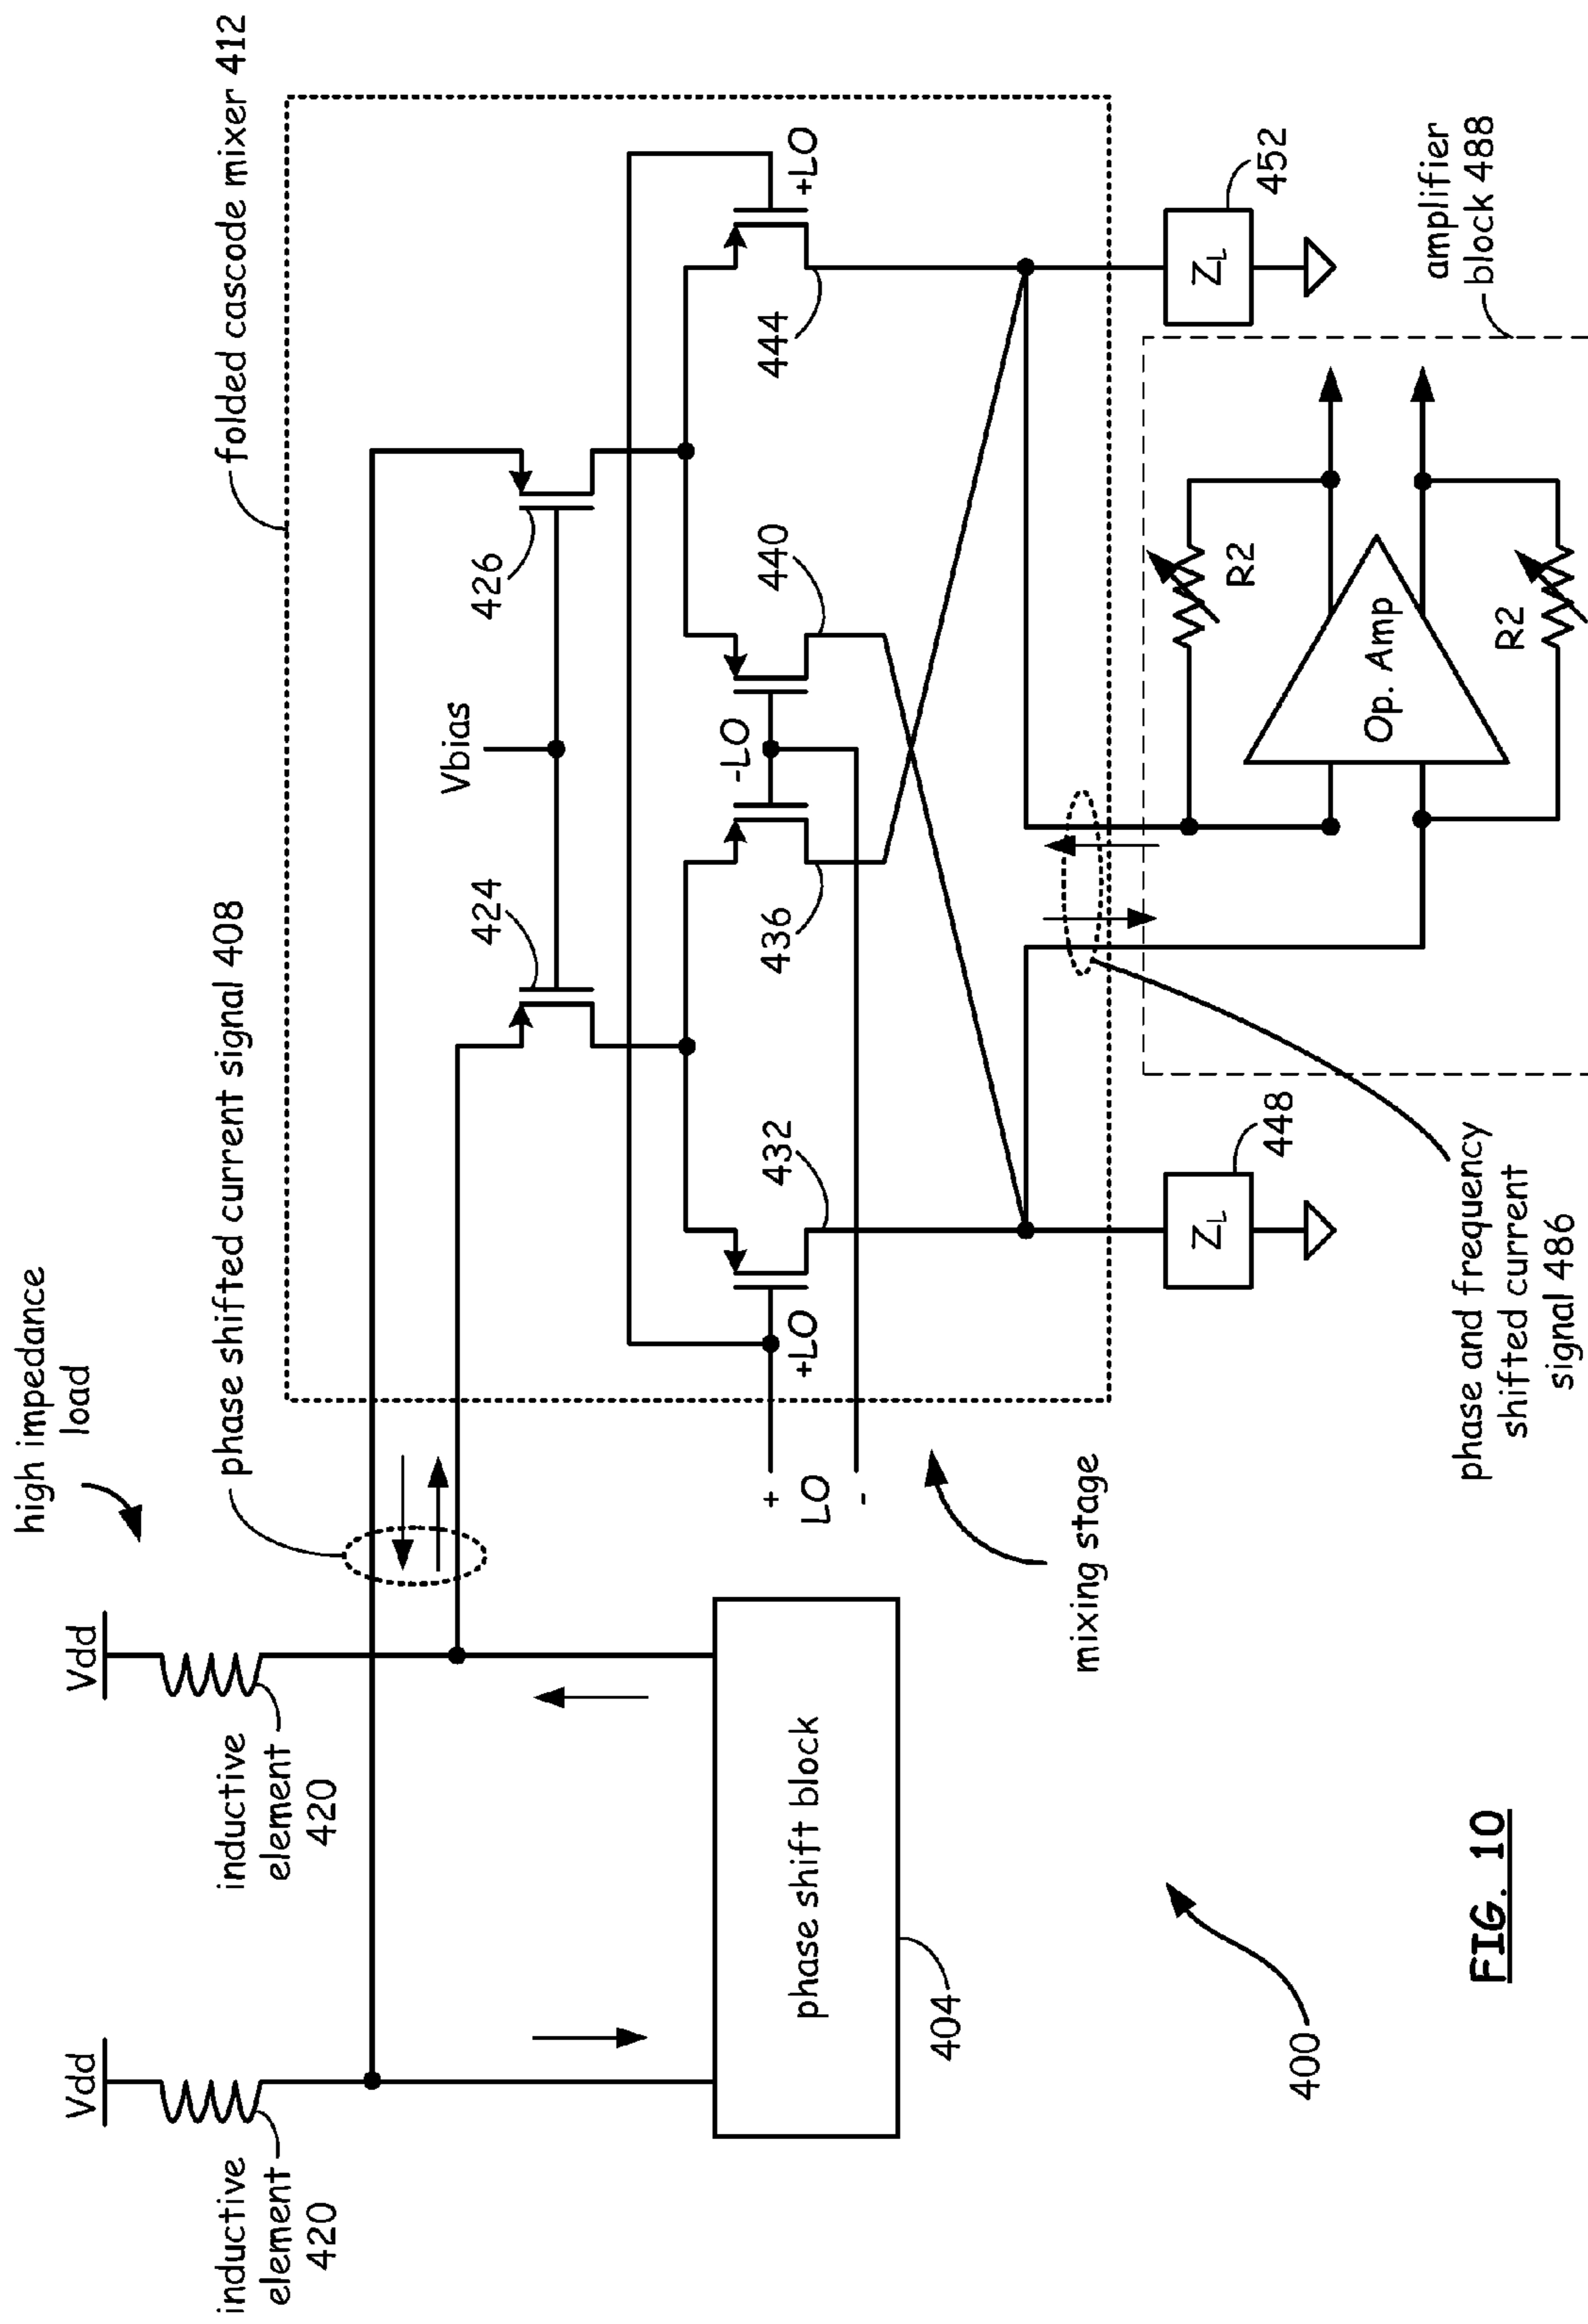 high impedance
load
Vdd
Vdd
inductive
element
420
inductive
element
420
phase shifted current signal 408
folded cascode mixer 412
Vbias
424
426
+LO
432
436
-LO
440
444
+LO
+
LO
-
mixing stage
phase shift block
404
400
Z_L
448
Z_L
452
phase and frequency
shifted current
signal 486
amplifier
block 488
R2
Op. Amp
R2
FIG. 10